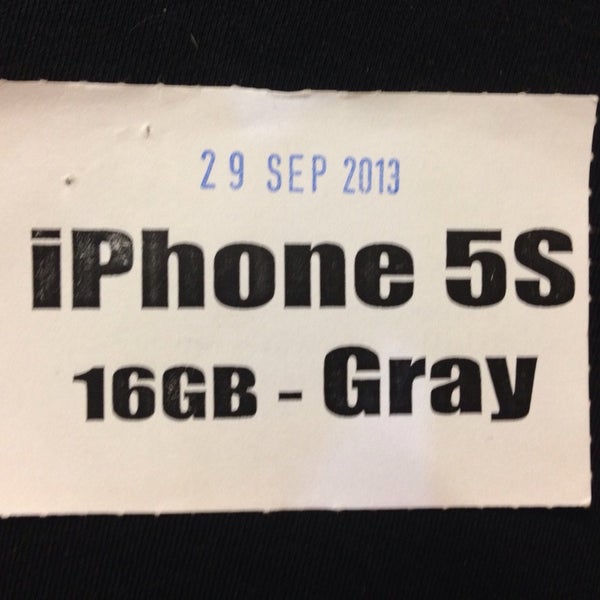 29 SEP 2013
iPhone 5S
16GB - Gray